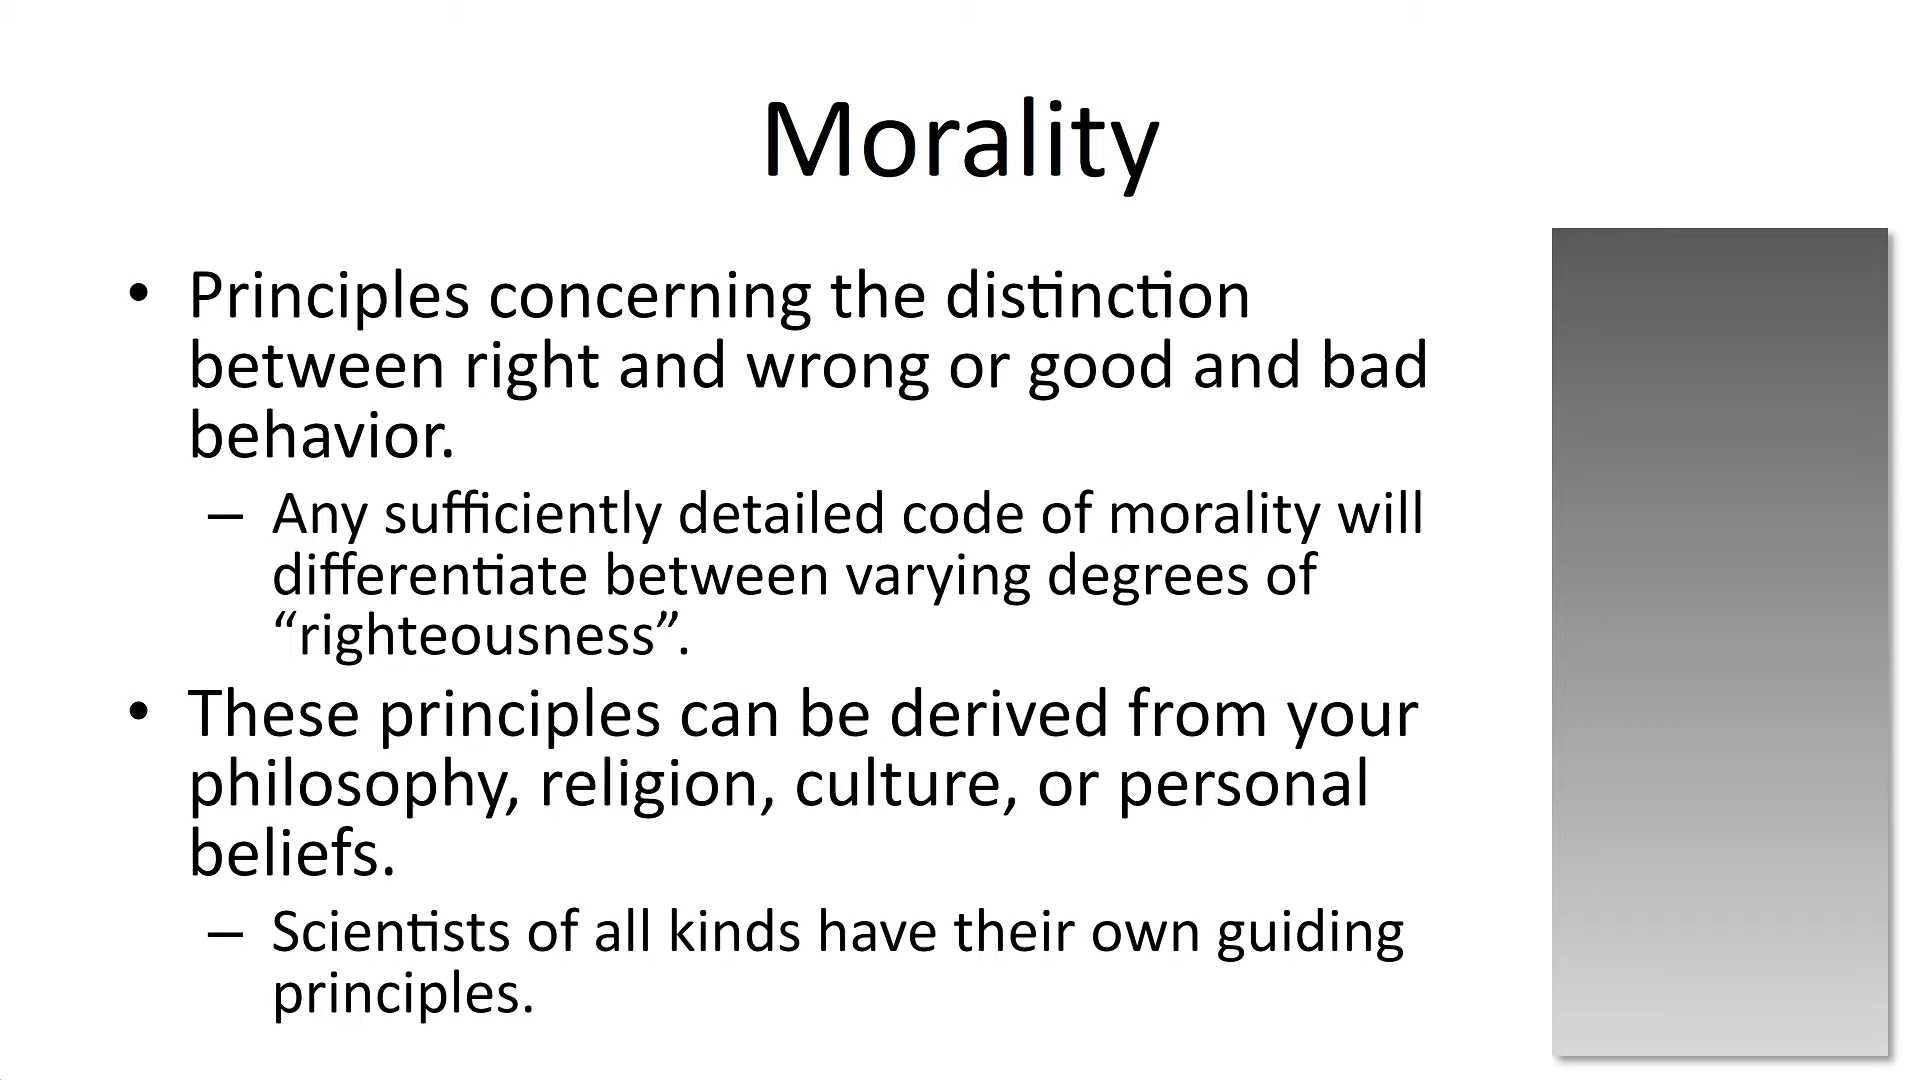 Morality
• Principles concerning the distinction
between right and wrong or good and bad
behavior.
– Any sufficiently detailed code of morality will
differentiate between varying degrees of
“righteousness”.
• These principles can be derived from your
philosophy, religion, culture, or personal
beliefs.
– Scientists of all kinds have their own guiding
principles.